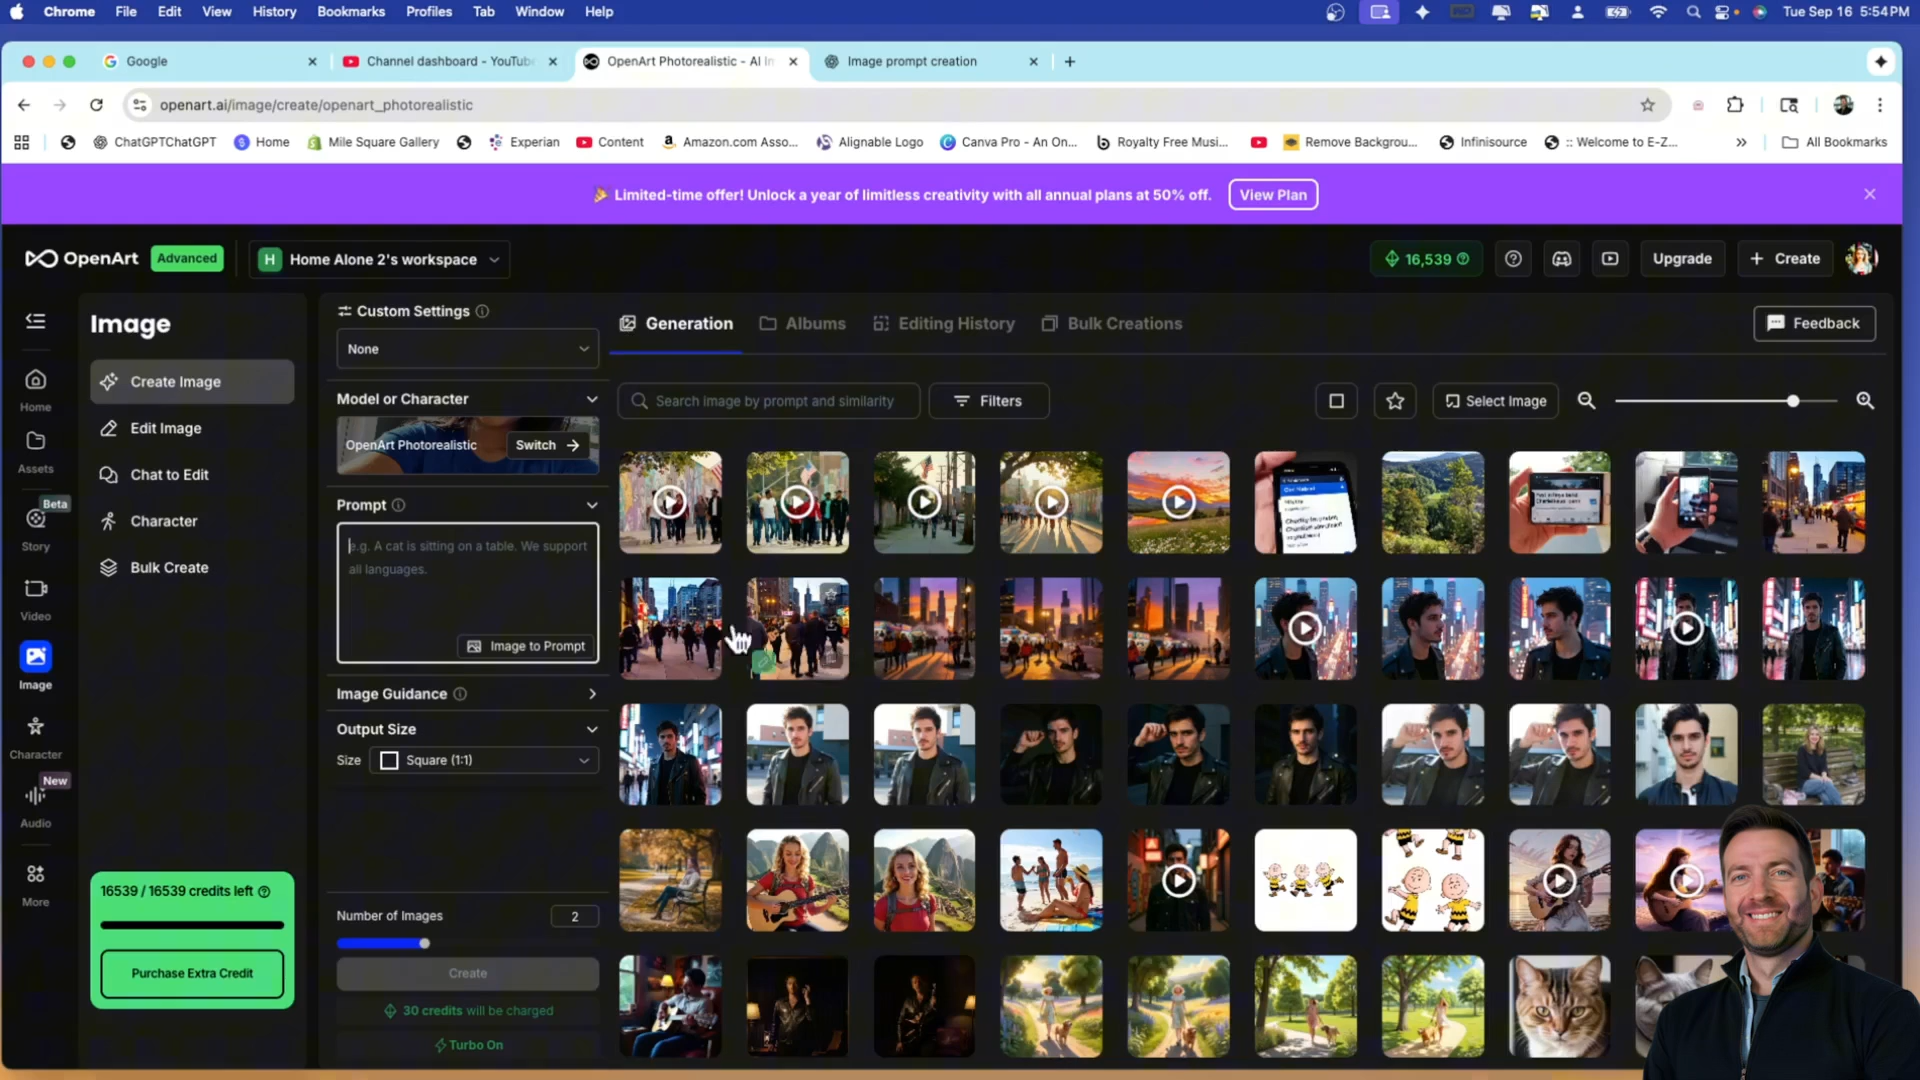 Chrome File Edit View History Bookmarks Profiles Tab Window Help Tue Sep 16 5:54PM
Google Channel dashboard - YouTube OpenArt Photorealistic - AI Im Image prompt creation
openart.ai/image/create/openart_photorealistic
ChatGPTChatGPT Home Mile Square Gallery Experian Content Amazon.com Asso... Alignable Logo Canva Pro - An On... Royalty Free Musi... Remove Backgrou... Infinisource :: Welcome to E-Z... » All Bookmarks
Limited-time offer! Unlock a year of limitless creativity with all annual plans at 50% off. View Plan
OpenArt Advanced H Home Alone 2's workspace 16,539 Upgrade + Create
Image
Create Image
Edit Image
Chat to Edit
Character
Bulk Create
Home
Assets
Beta
Story
Video
Image
Character
New
Audio
More
16539 / 16539 credits left
Purchase Extra Credit
Custom Settings
None
Model or Character
OpenArt Photorealistic Switch
Prompt
e.g. A cat is sitting on a table. We support
all languages.
Image to Prompt
Image Guidance
Output Size
Size Square (1:1)
Number of Images 2
Create
30 credits will be charged
Turbo On
Generation Albums Editing History Bulk Creations Feedback
Search image by prompt and similarity Filters Select Image